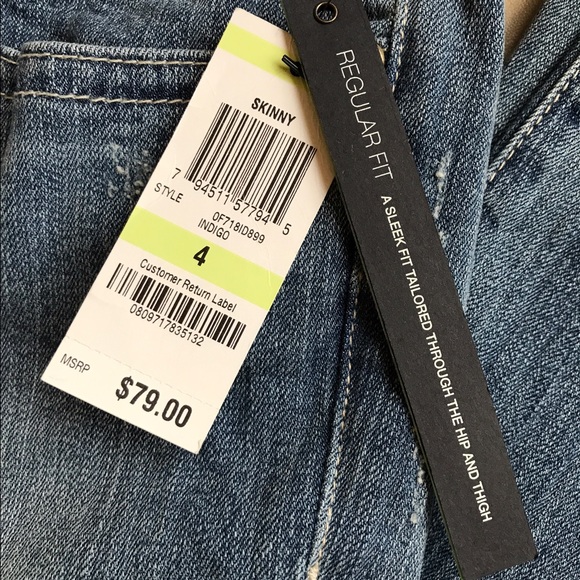 SKINNY
7 94511 57794 5
STYLE 0F718ID899
INDIGO
4
Customer Return Label
0809717835132
MSRP
$79.00
REGULAR FIT
A SLEEK FIT TAILORED THROUGH THE HIP AND THIGH